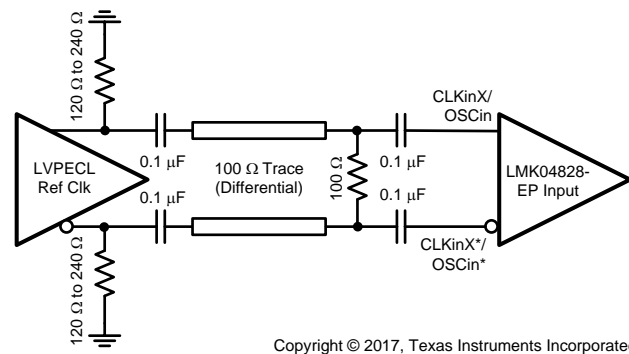 120 Ω to 240 Ω
LVPECL
Ref Clk
0.1 μF
0.1 μF
100 Ω Trace
(Differential)
100 Ω
0.1 μF
0.1 μF
CLKinX/
OSCin
LMK04828-
EP Input
CLKinX*/
OSCin*
120 Ω to 240 Ω
Copyright © 2017, Texas Instruments Incorporate